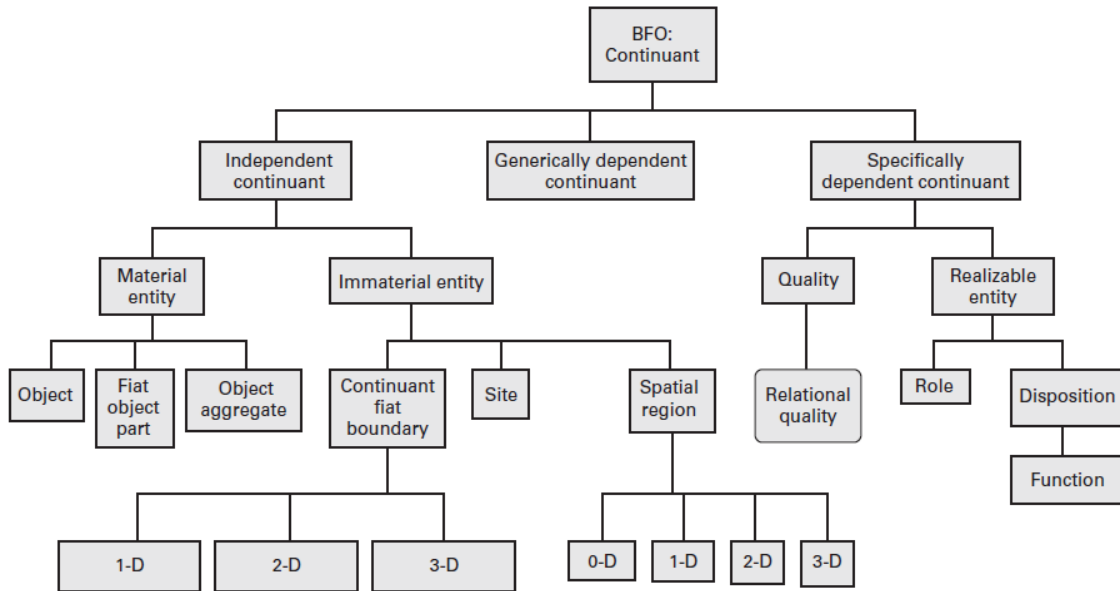 BFO:
Continuant
Independent
continuant
Generically dependent
continuant
Specifically
dependent continuant
Material
entity
Immaterial entity
Quality
Realizable
entity
Object
Fiat
object
part
Object
aggregate
Continuant
fiat
boundary
Site
Spatial
region
Relational
quality
Role
Disposition
Function
1-D
2-D
3-D
0-D
1-D
2-D
3-D